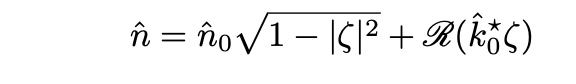 n̂ = n̂₀√(1 − |ζ|²) + ℛ(k̂₀*ζ)